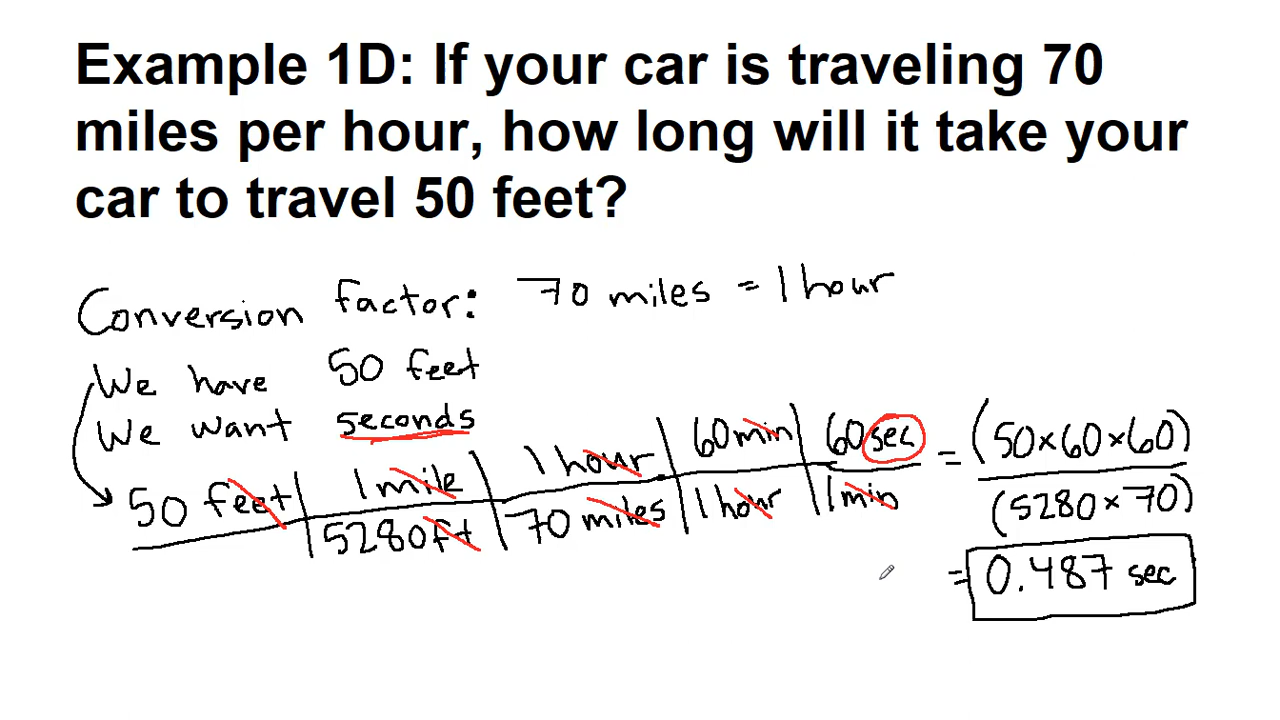 Example 1D: If your car is traveling 70
miles per hour, how long will it take your
car to travel 50 feet?
Conversion factor: 70 miles = 1 hour
We have 50 feet
We want seconds
50 feet | 1 mile | 1 hour | 60 min | 60 sec = (50×60×60)
5280 ft | 70 miles | 1 hour | 1 min (5280×70)
= 0.487 sec